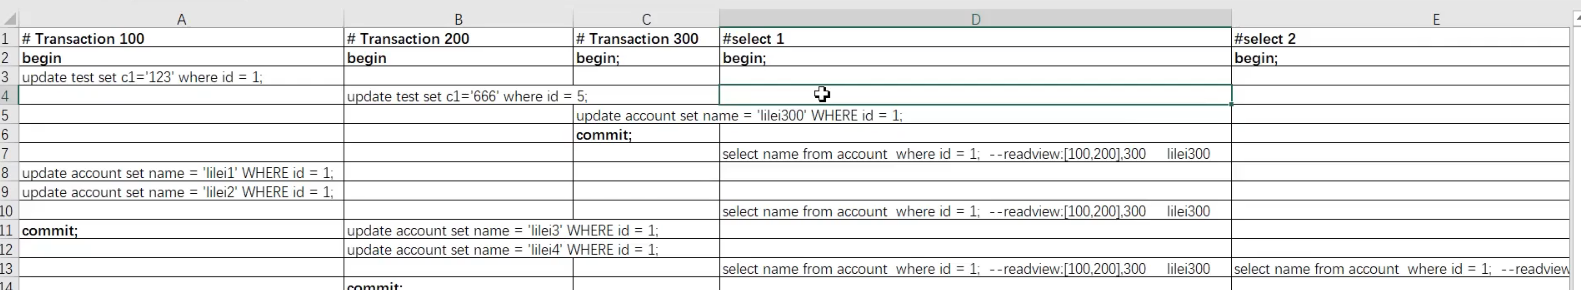 A B C D E
1 # Transaction 100 # Transaction 200 # Transaction 300 #select 1 #select 2
2 begin begin begin; begin; begin;
3 update test set c1='123' where id = 1;
4 update test set c1='666' where id = 5;
5 update account set name = 'lilei300' WHERE id = 1;
6 commit;
7 select name from account where id = 1; --readview:[100,200],300 lilei300
8 update account set name = 'lilei1' WHERE id = 1;
9 update account set name = 'lilei2' WHERE id = 1;
10 select name from account where id = 1; --readview:[100,200],300 lilei300
11 commit; update account set name = 'lilei3' WHERE id = 1;
12 update account set name = 'lilei4' WHERE id = 1;
13 select name from account where id = 1; --readview:[100,200],300 lilei300 select name from account where id = 1; --readview
14 commit;